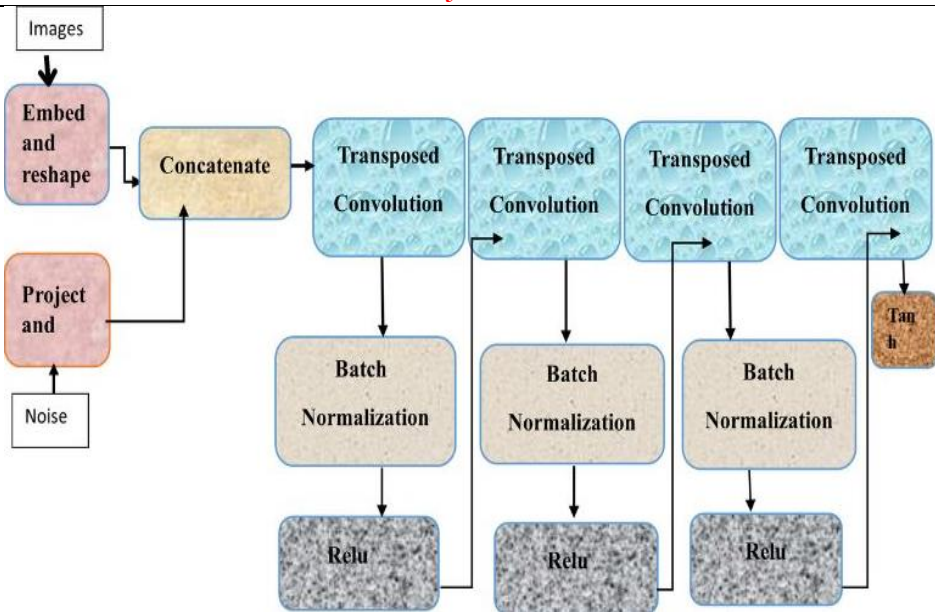 Images
Embed
and
reshape
Concatenate
Project
and
Noise
Transposed
Convolution
Transposed
Convolution
Transposed
Convolution
Transposed
Convolution
Batch
Normalization
Batch
Normalization
Batch
Normalization
Tan
h
Relu
Relu
Relu